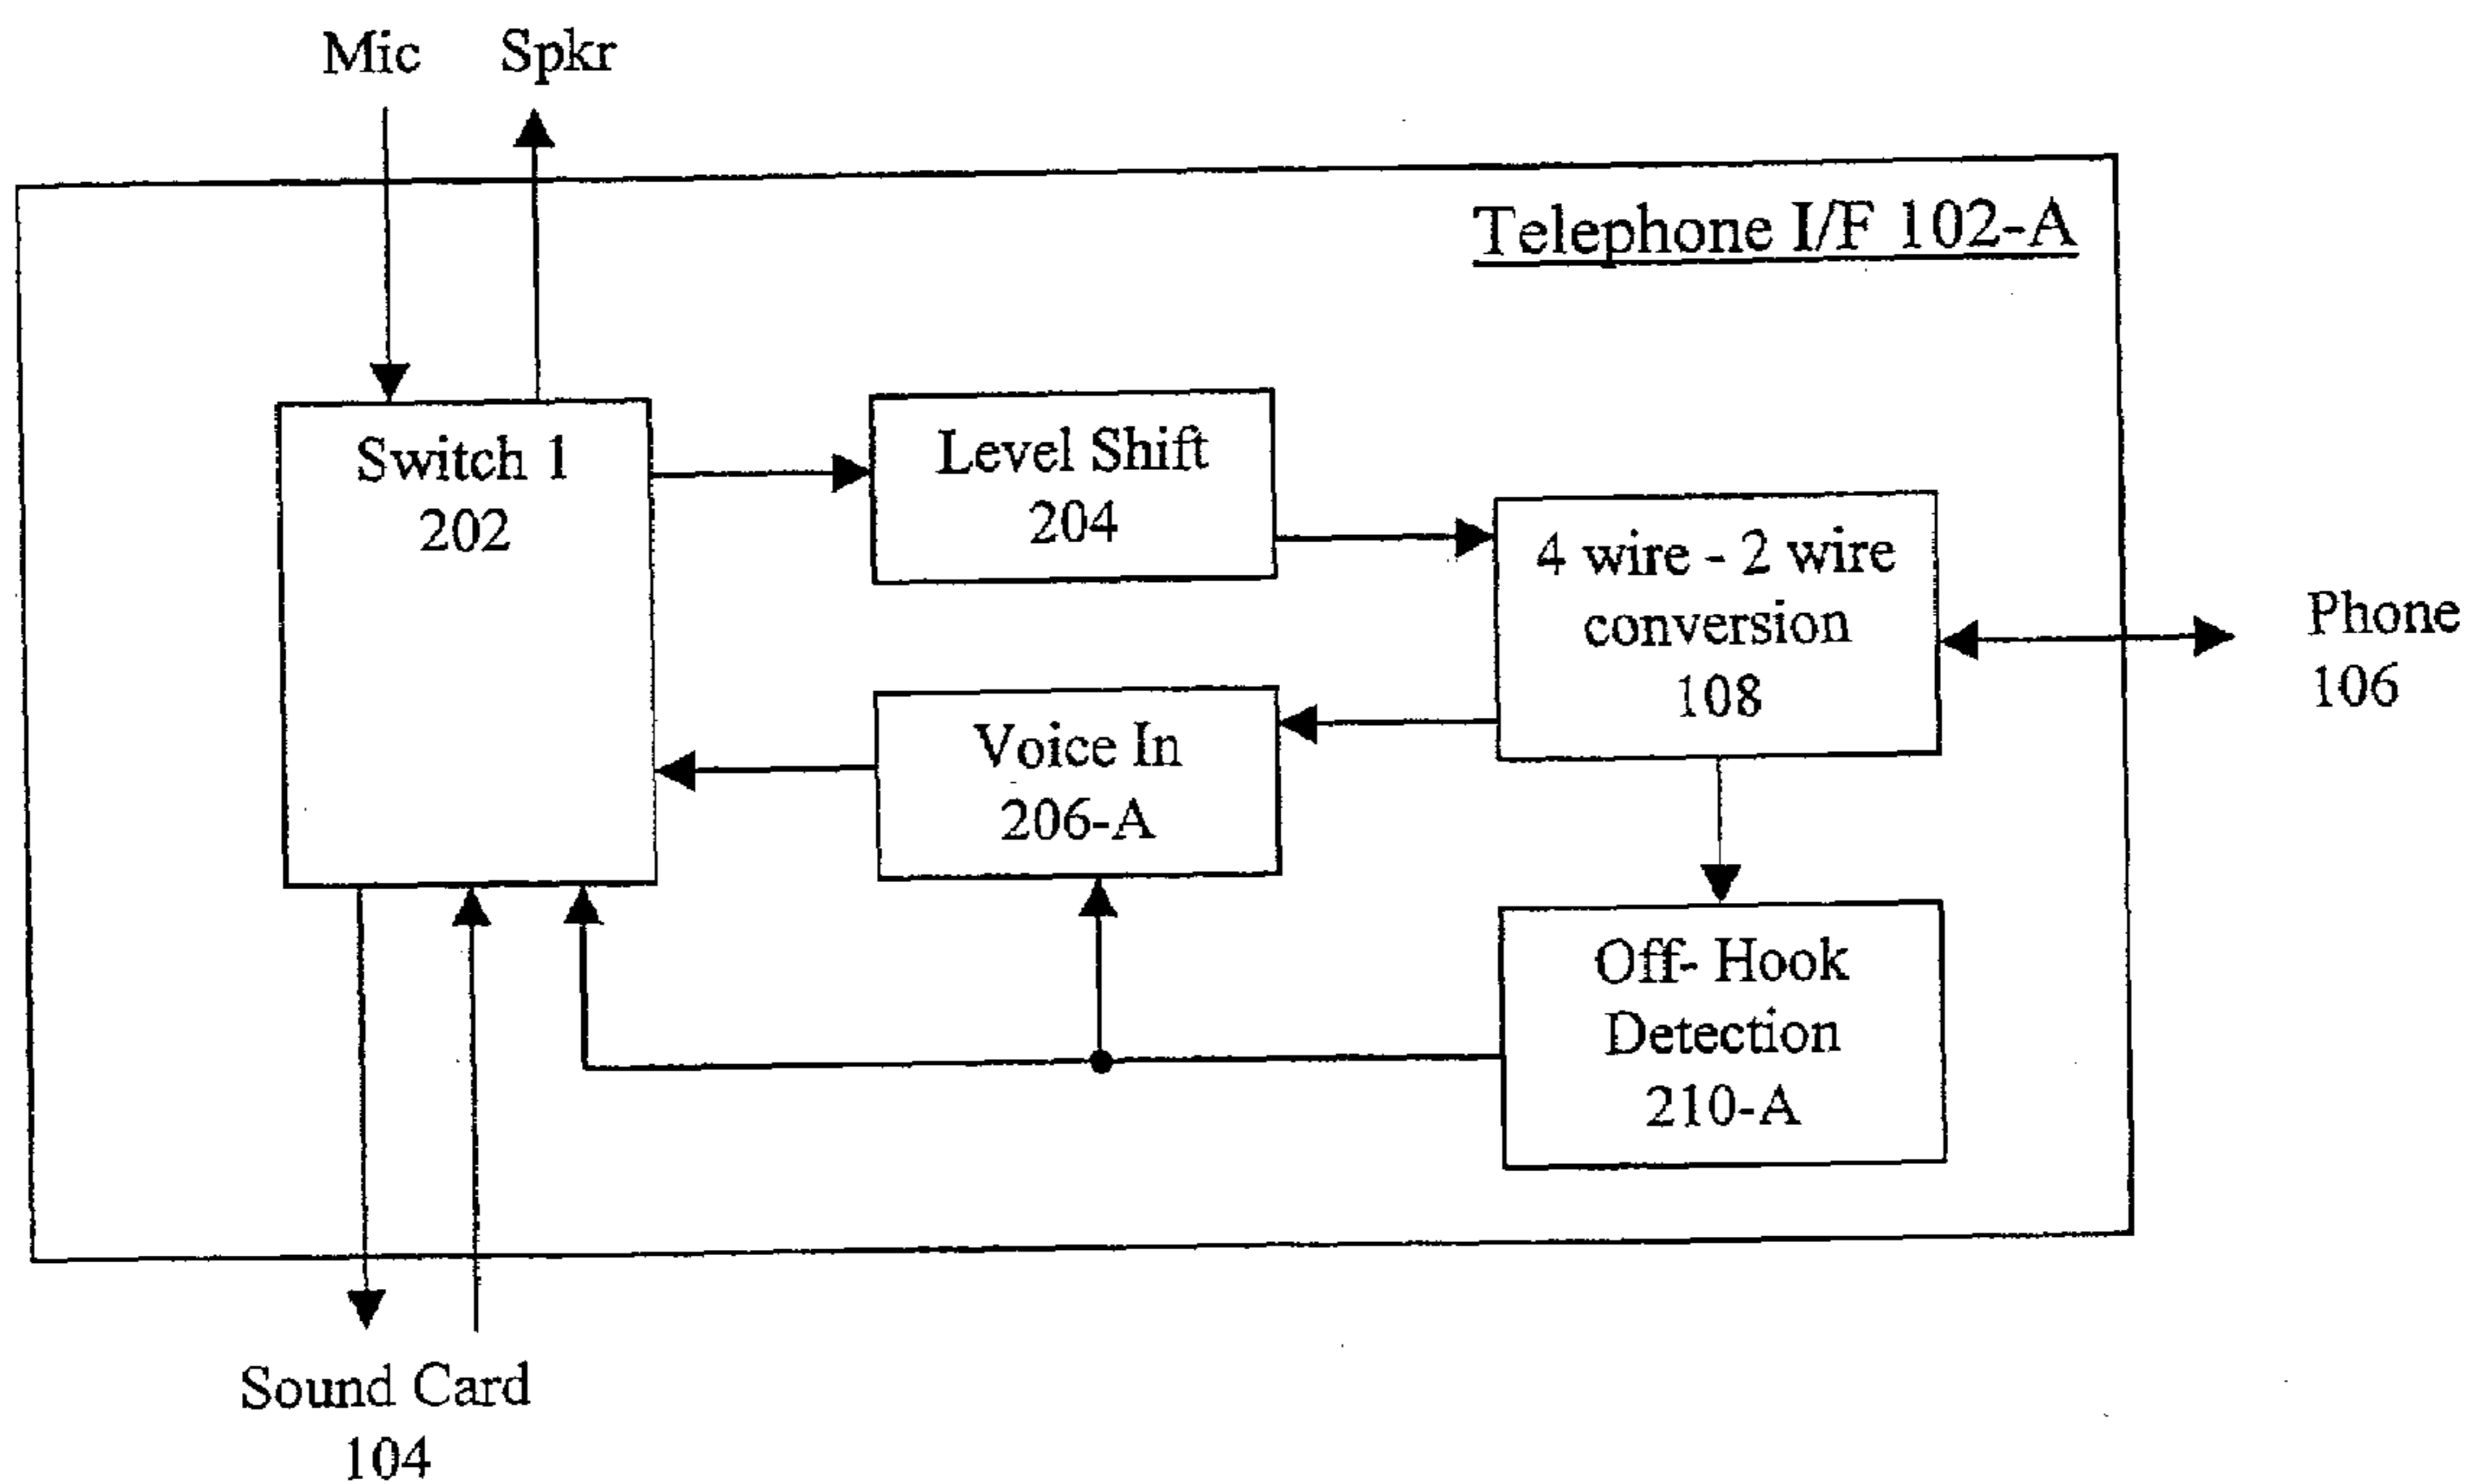 Mic
Spkr
Telephone I/F 102-A
Switch 1
202
Level Shift
204
4 wire - 2 wire
conversion
108
Phone
106
Voice In
206-A
Off- Hook
Detection
210-A
Sound Card
104